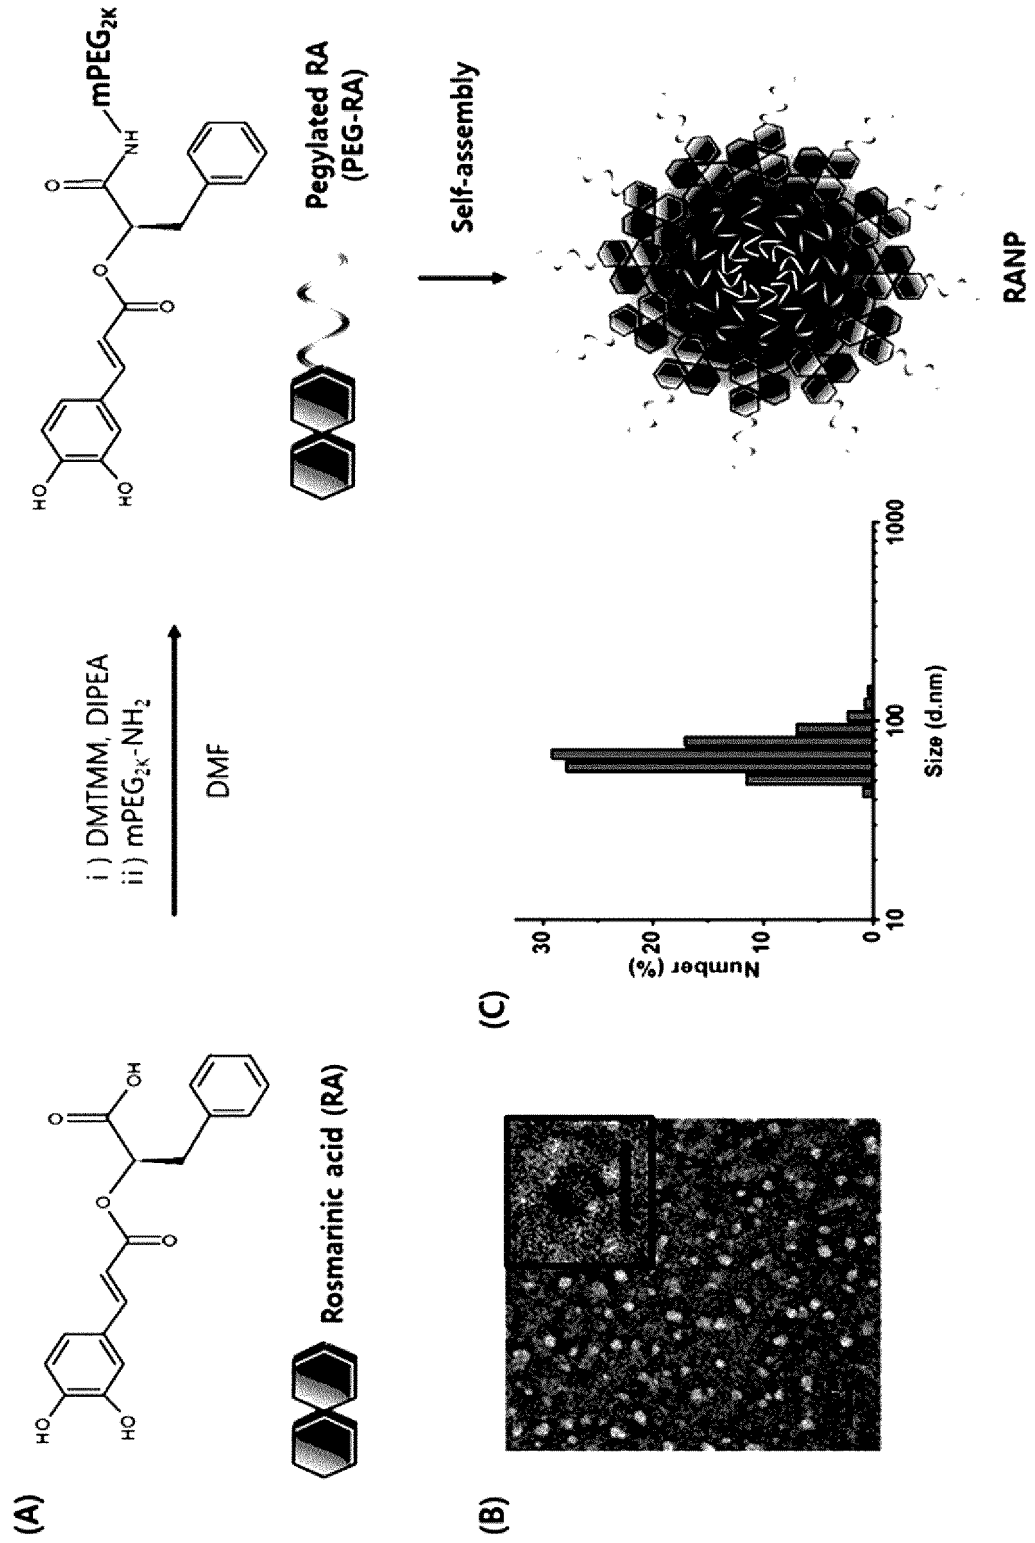 (A)
HO
HO
O
O
O
OH
Rosmarinic acid (RA)
i ) DMTMM, DIPEA
ii) mPEG2K-NH2
DMF
HO
HO
O
O
O
NH
mPEG2K
Pegylated RA
(PEG-RA)
Self-assembly
RANP
(B)
(C)
Number (%)
30
20
10
0
10
100
1000
Size (d.nm)